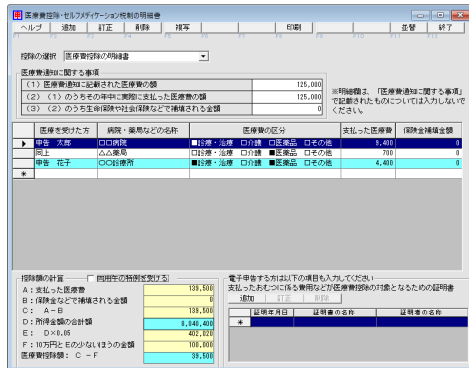 医療費控除・セルフメディケーション税制の明細書
ヘルプ 追加 訂正 削除 複写 印刷 並替 終了
控除の選択 医療費控除の明細書
医療費通知に関する事項
(1) 医療費通知に記載された医療費の額 125,000
(2) (1)のうちその年中に実際に支払った医療費の額 125,000
(3) (2)のうち生命保険や社会保険などで補填される金額 0
※明細欄は、「医療費通知に関する事項」
で記載されたものについては入力しないで
ください。
医療を受けた方 病院・薬局などの名称 医療費の区分 支払った医療費 保険金補填金額
申告 太郎 □□病院 ■診療・治療 □介護 □医薬品 □その他 9,400 0
同上 △△薬局 □診療・治療 □介護 ■医薬品 □その他 700 0
申告 花子 ○○診療所 ■診療・治療 □介護 ■医薬品 □その他 4,400 0
控除額の計算 □ 両用年の特例を受ける
A:支払った医療費 139,500
B:保険金などで補填される金額 0
C: A-B 139,500
D:所得金額の合計額 8,040,400
E: D×0.05 402,020
F:10万円とEの少ないほうの金額 100,000
医療費控除額: C -F 39,500
電子申告する方は以下の項目も入力してください
支払ったおむつに係る費用などが医療費控除の対象となるための証明書
追加 訂正 削除
証明年月日 証明書の名称 証明者の名称